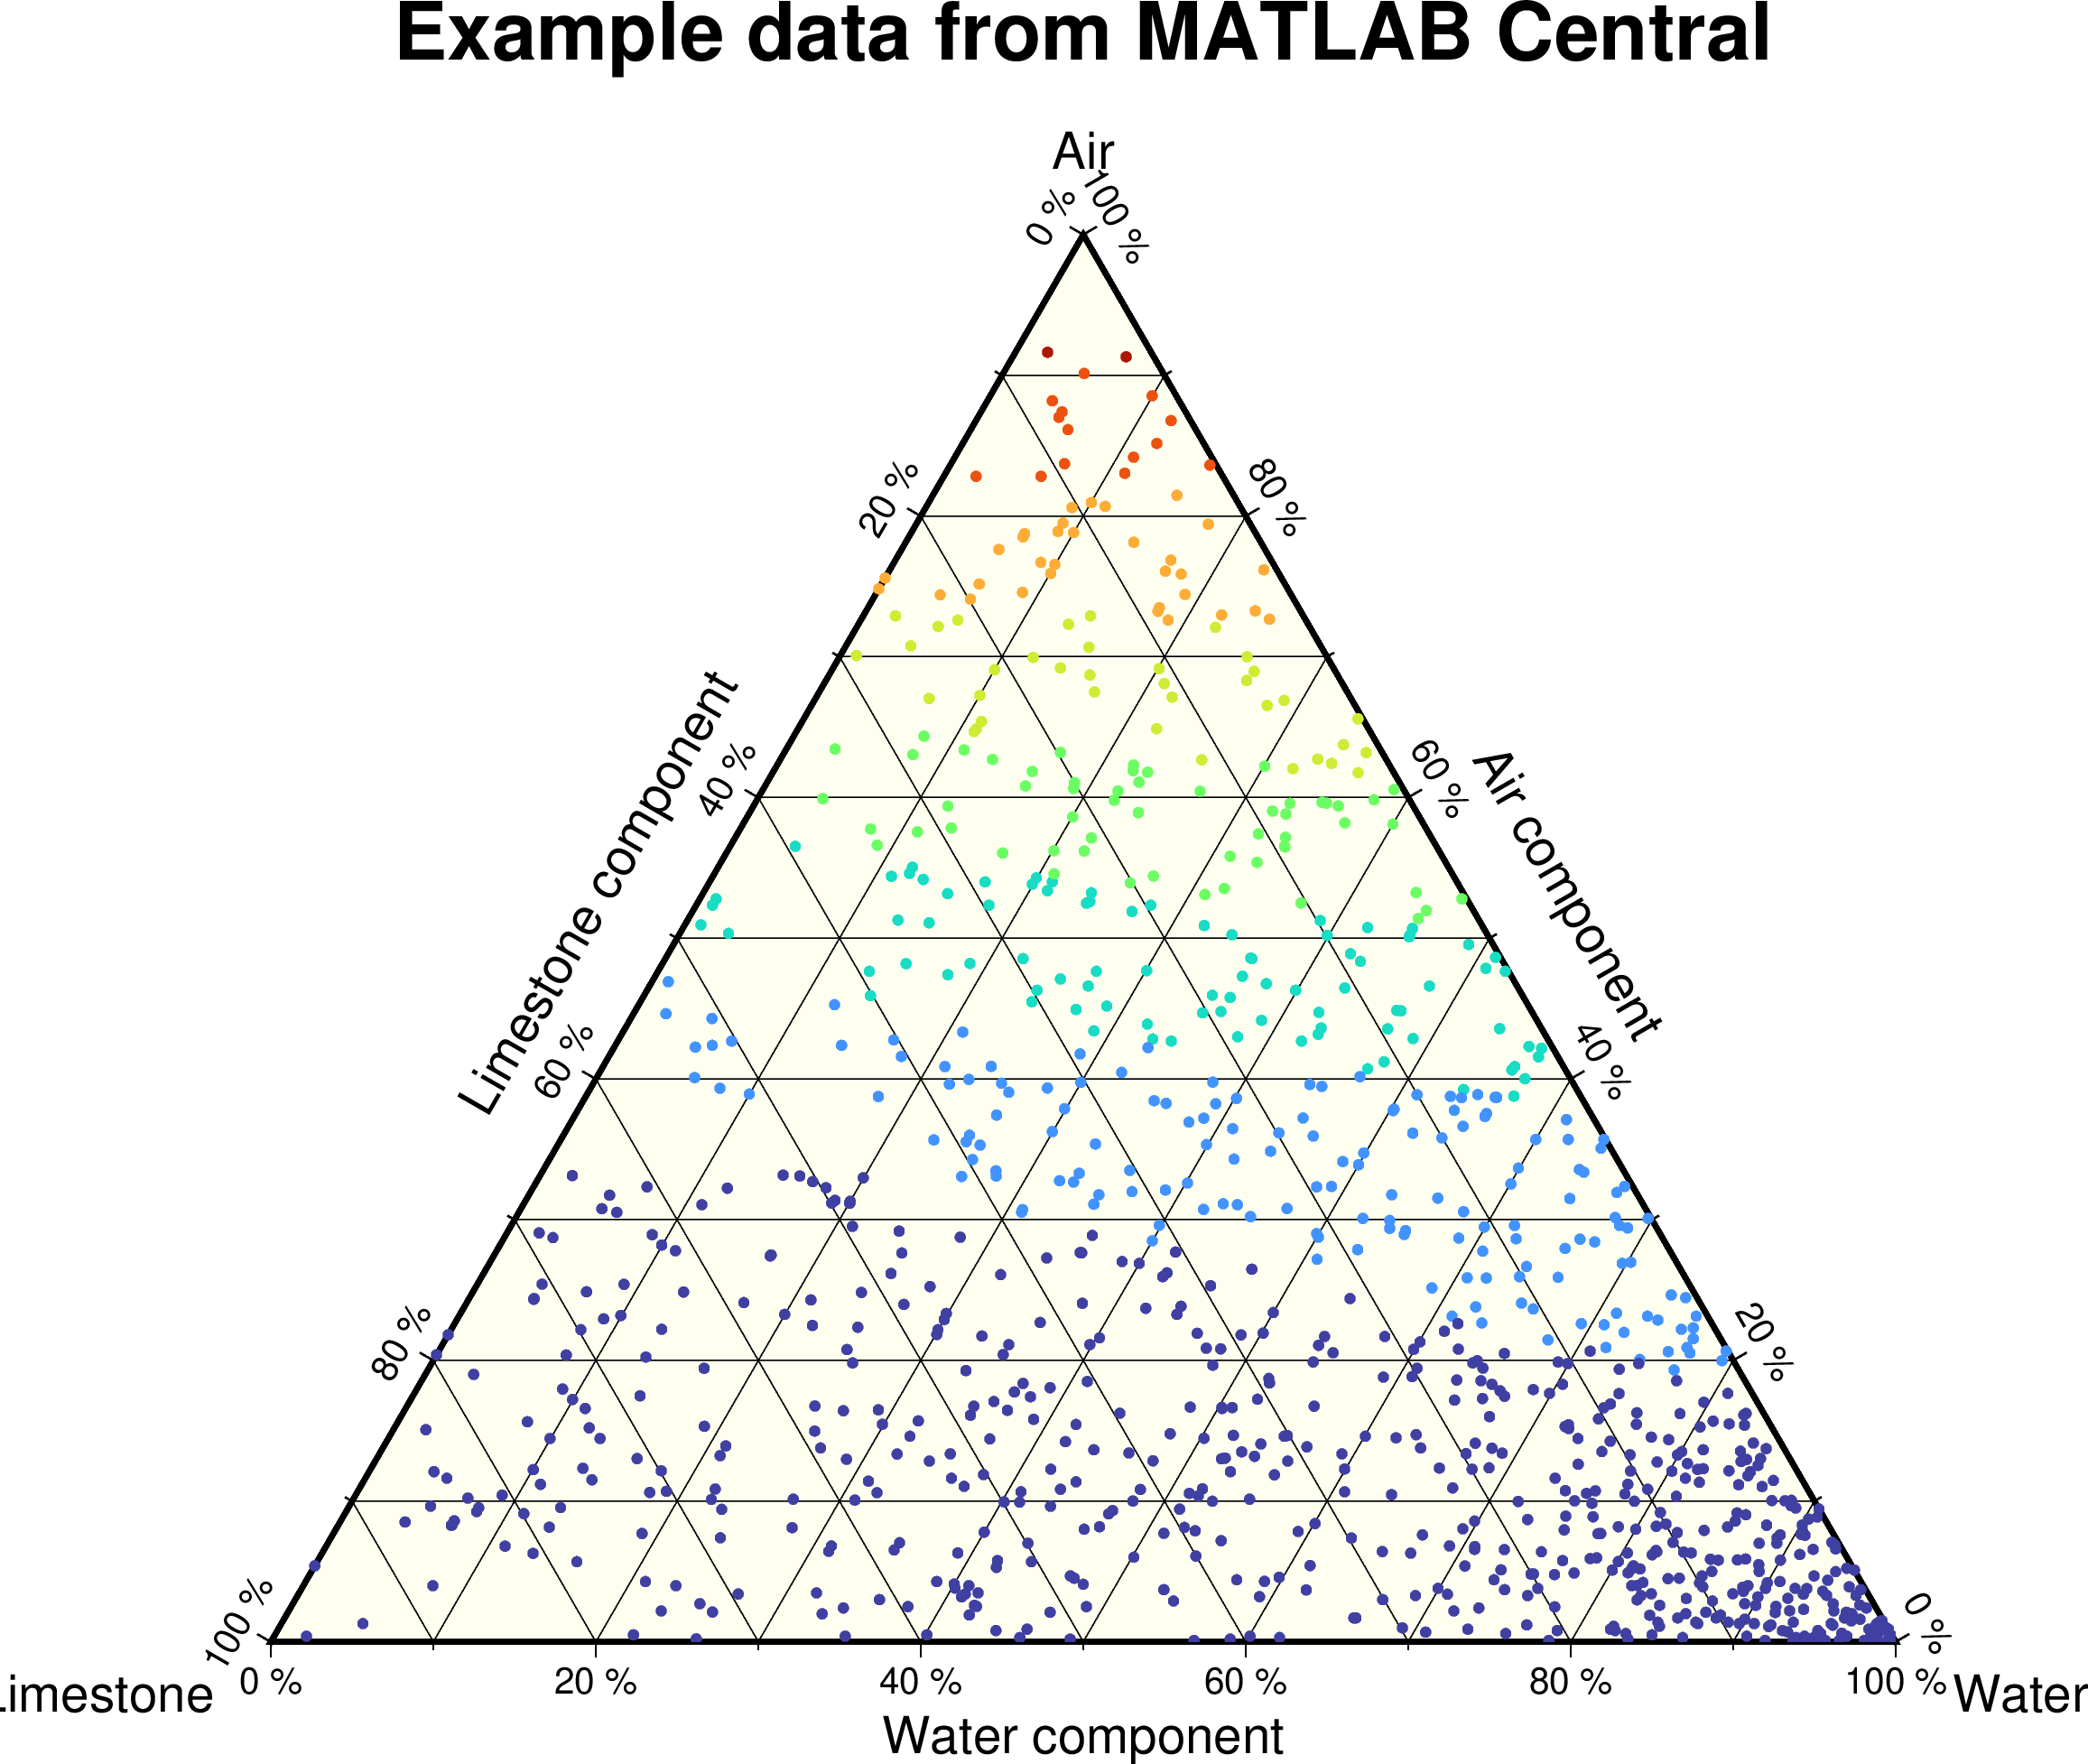 Example data from MATLAB Central
Air
0 %
100 %
20 %
80 %
Limestone component
40 %
60 %
Air component
60 %
40 %
80 %
20 %
100 %
0 %
imestone
0 %
20 %
40 %
60 %
80 %
100 %
Water
Water component